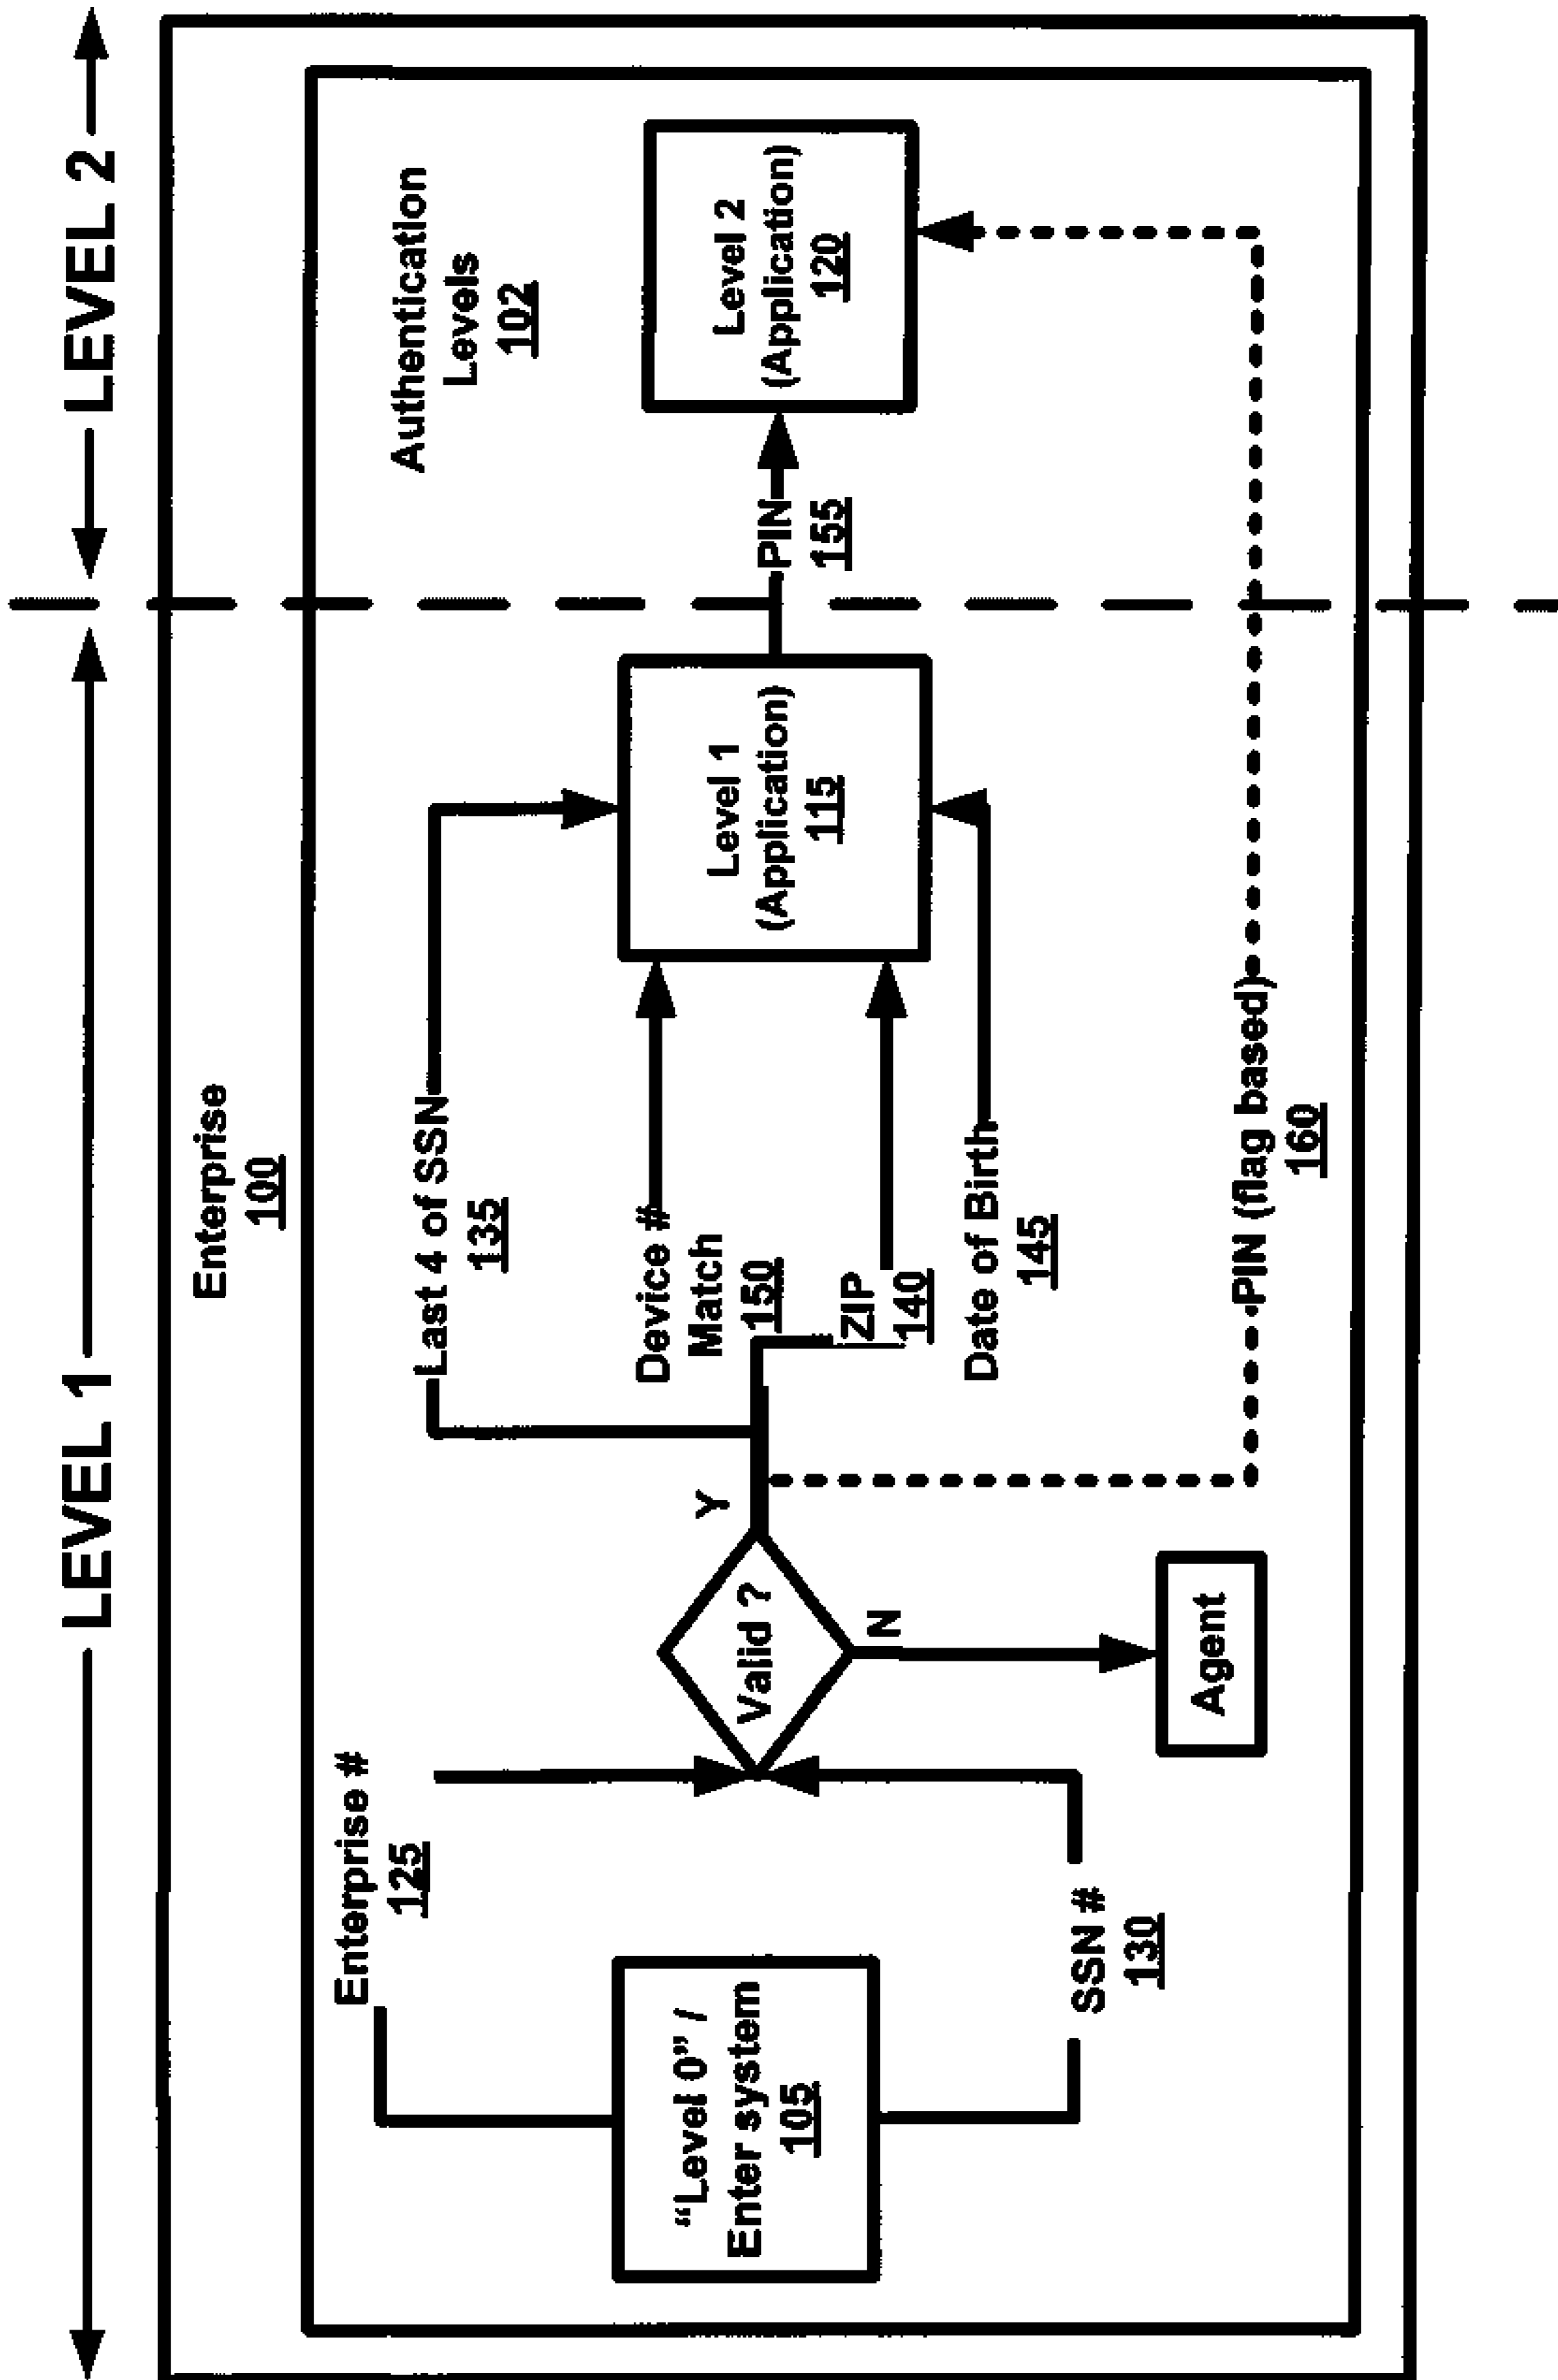 LEVEL 1
LEVEL 2
Enterprise
100
Authentication
Levels
102
Enterprise #
125
"Level 0" /
Enter system
105
SSN #
130
Valid ?
Y
N
Agent
Last 4 of SSN
135
Device #
Match
150
ZIP
140
Date of Birth
145
Level 1
(Application)
115
PIN
155
Level 2
(Application)
120
PIN (flag based)
160